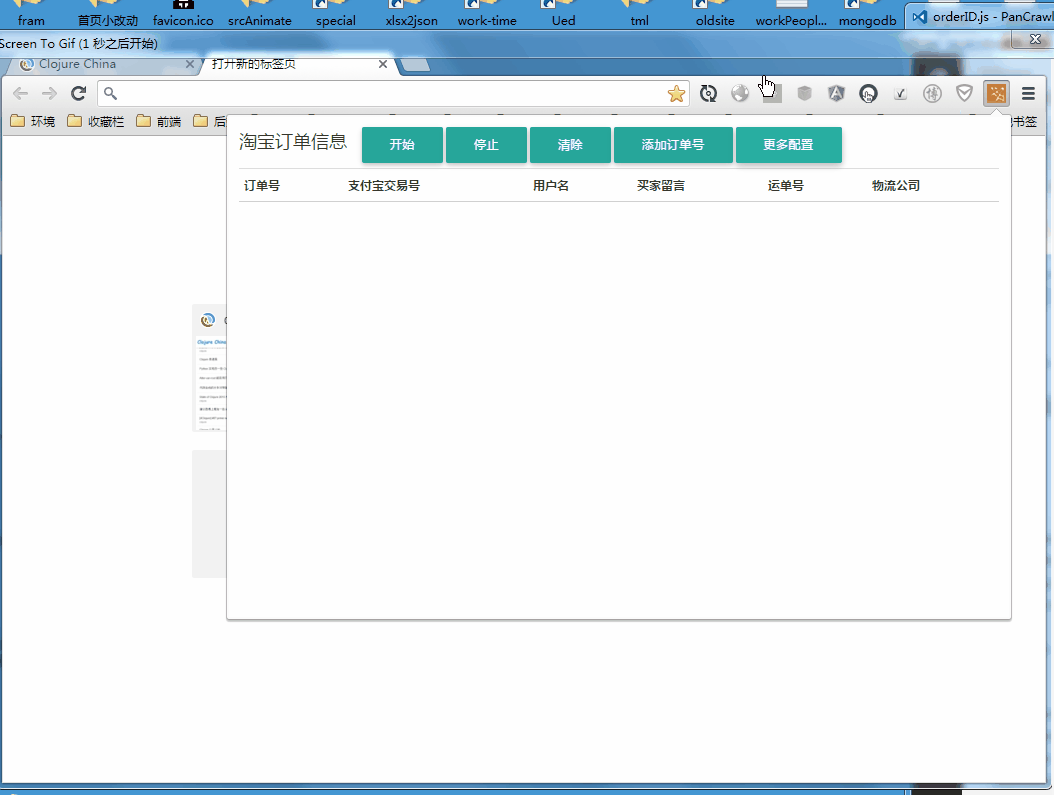 fram 首页小改动 favicon.ico srcAnimate special xlsx2json work-time Ued tml oldsite workPeopl... mongodb
orderID.js - PanCrawl
Screen To Gif (1 秒之后开始)
Clojure China 打开新的标签页
环境 收藏栏 前端 后 书签
淘宝订单信息 开始 停止 清除 添加订单号 更多配置
订单号 支付宝交易号 用户名 买家留言 运单号 物流公司
Clojure China